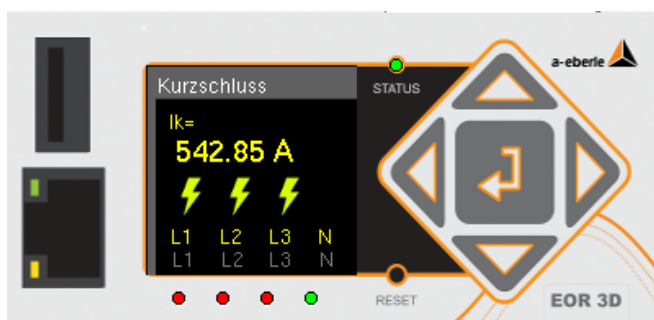 a-eberle
Kurzschluss
STATUS
Ik=
542.85 A
L1 L2 L3 N
L1 L2 L3 N
RESET
EOR 3D